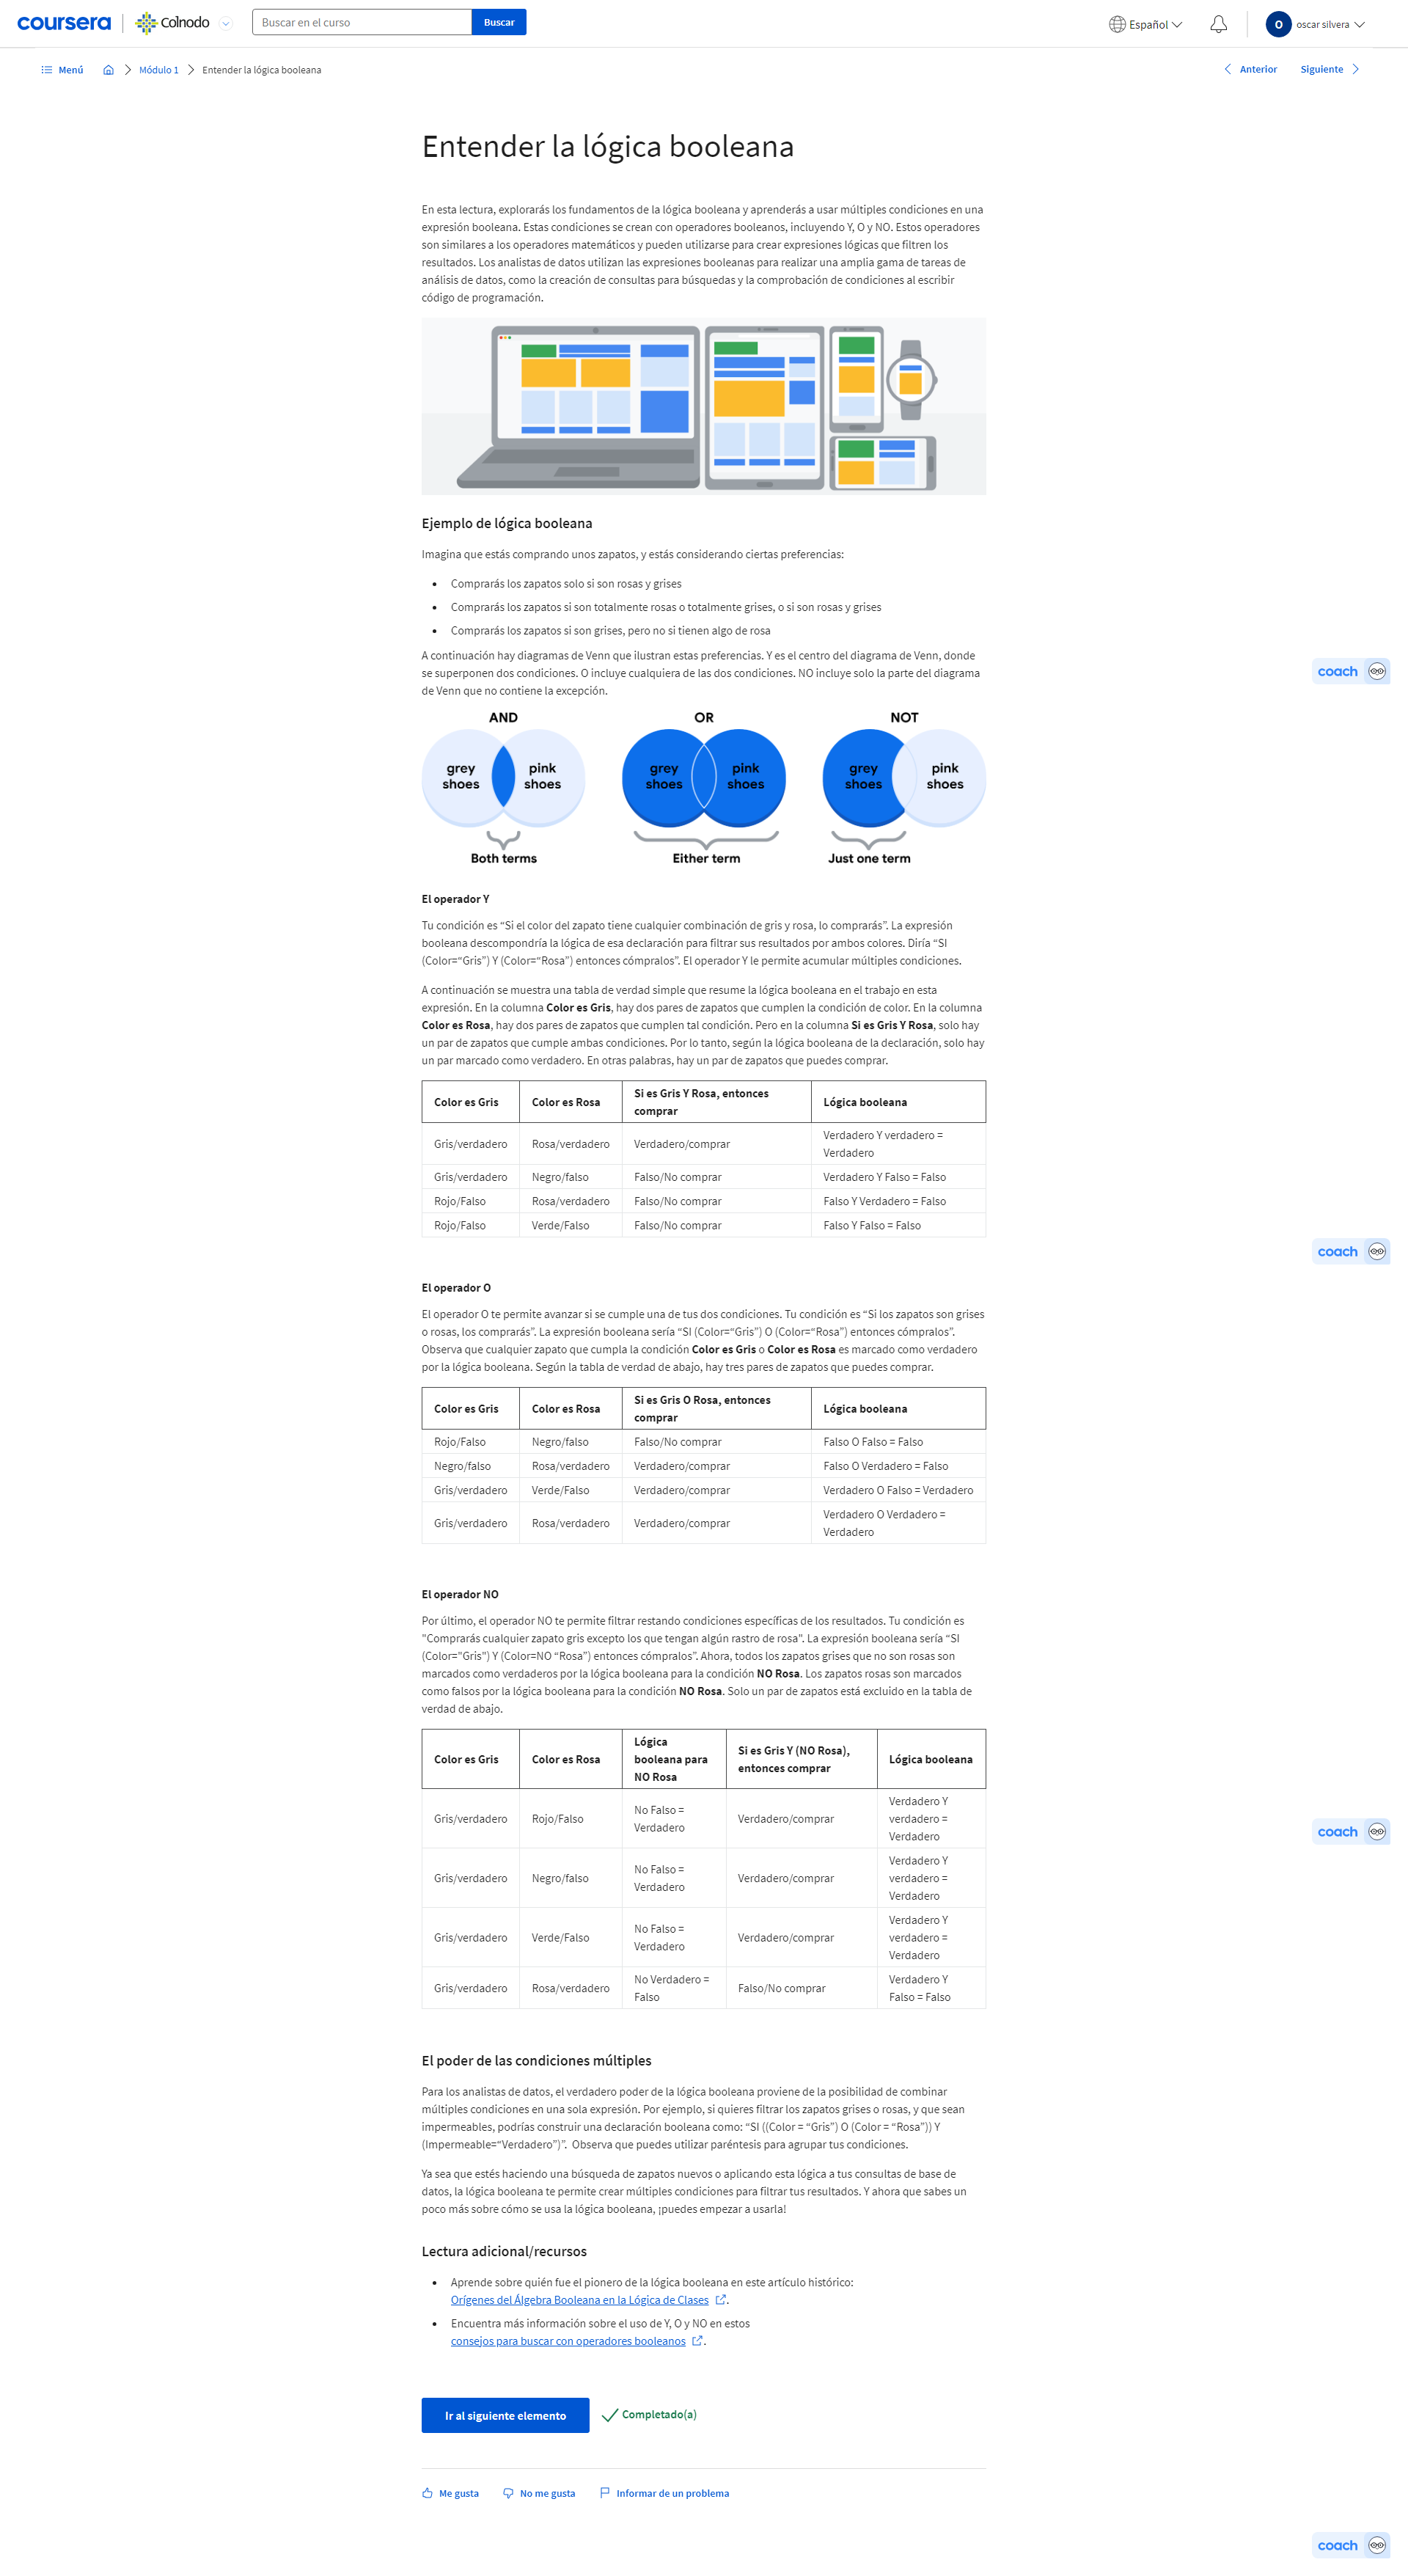 coursera Colnodo Buscar en el curso Buscar Español O oscar silvera
Menú Módulo 1 Entender la lógica booleana Anterior Siguiente
Entender la lógica booleana
En esta lectura, explorarás los fundamentos de la lógica booleana y aprenderás a usar múltiples condiciones en una
expresión booleana. Estas condiciones se crean con operadores booleanos, incluyendo Y, O y NO. Estos operadores
son similares a los operadores matemáticos y pueden utilizarse para crear expresiones lógicas que filtren los
resultados. Los analistas de datos utilizan las expresiones booleanas para realizar una amplia gama de tareas de
análisis de datos, como la creación de consultas para búsquedas y la comprobación de condiciones al escribir
código de programación.
Ejemplo de lógica booleana
Imagina que estás comprando unos zapatos, y estás considerando ciertas preferencias:
• Comprarás los zapatos solo si son rosas y grises
• Comprarás los zapatos si son totalmente rosas o totalmente grises, o si son rosas y grises
• Comprarás los zapatos si son grises, pero no si tienen algo de rosa
A continuación hay diagramas de Venn que ilustran estas preferencias. Y es el centro del diagrama de Venn, donde
se superponen dos condiciones. O incluye cualquiera de las dos condiciones. NO incluye solo la parte del diagrama
de Venn que no contiene la excepción.
coach
AND OR NOT
grey pink grey pink grey pink
shoes shoes shoes shoes shoes shoes
Both terms Either term Just one term
El operador Y
Tu condición es “Si el color del zapato tiene cualquier combinación de gris y rosa, lo comprarás”. La expresión
booleana descompondría la lógica de esa declaración para filtrar sus resultados por ambos colores. Diría “SI
(Color=“Gris”) Y (Color=“Rosa”) entonces cómpralos”. El operador Y le permite acumular múltiples condiciones.
A continuación se muestra una tabla de verdad simple que resume la lógica booleana en el trabajo en esta
expresión. En la columna Color es Gris, hay dos pares de zapatos que cumplen la condición de color. En la columna
Color es Rosa, hay dos pares de zapatos que cumplen tal condición. Pero en la columna Si es Gris Y Rosa, solo hay
un par de zapatos que cumple ambas condiciones. Por lo tanto, según la lógica booleana de la declaración, solo hay
un par marcado como verdadero. En otras palabras, hay un par de zapatos que puedes comprar.
Color es Gris Color es Rosa Si es Gris Y Rosa, entonces comprar Lógica booleana
Gris/verdadero Rosa/verdadero Verdadero/comprar Verdadero Y verdadero = Verdadero
Gris/verdadero Negro/falso Falso/No comprar Verdadero Y Falso = Falso
Rojo/Falso Rosa/verdadero Falso/No comprar Falso Y Verdadero = Falso
Rojo/Falso Verde/Falso Falso/No comprar Falso Y Falso = Falso
coach
El operador O
El operador O te permite avanzar si se cumple una de tus dos condiciones. Tu condición es “Si los zapatos son grises
o rosas, los comprarás”. La expresión booleana sería “SI (Color=“Gris”) O (Color=“Rosa”) entonces cómpralos”.
Observa que cualquier zapato que cumpla la condición Color es Gris o Color es Rosa es marcado como verdadero
por la lógica booleana. Según la tabla de verdad de abajo, hay tres pares de zapatos que puedes comprar.
Color es Gris Color es Rosa Si es Gris O Rosa, entonces comprar Lógica booleana
Rojo/Falso Negro/falso Falso/No comprar Falso O Falso = Falso
Negro/falso Rosa/verdadero Verdadero/comprar Falso O Verdadero = Falso
Gris/verdadero Verde/Falso Verdadero/comprar Verdadero O Falso = Verdadero
Gris/verdadero Rosa/verdadero Verdadero/comprar Verdadero O Verdadero = Verdadero
El operador NO
Por último, el operador NO te permite filtrar restando condiciones específicas de los resultados. Tu condición es
"Comprarás cualquier zapato gris excepto los que tengan algún rastro de rosa". La expresión booleana sería “SI
(Color="Gris") Y (Color=NO “Rosa”) entonces cómpralos”. Ahora, todos los zapatos grises que no son rosas son
marcados como verdaderos por la lógica booleana para la condición NO Rosa. Los zapatos rosas son marcados
como falsos por la lógica booleana para la condición NO Rosa. Solo un par de zapatos está excluido en la tabla de
verdad de abajo.
Color es Gris Color es Rosa Lógica booleana para NO Rosa Si es Gris Y (NO Rosa), entonces comprar Lógica booleana
Gris/verdadero Rojo/Falso No Falso = Verdadero Verdadero/comprar Verdadero Y verdadero = Verdadero
coach
Gris/verdadero Negro/falso No Falso = Verdadero Verdadero/comprar Verdadero Y verdadero = Verdadero
Gris/verdadero Verde/Falso No Falso = Verdadero Verdadero/comprar Verdadero Y verdadero = Verdadero
Gris/verdadero Rosa/verdadero No Verdadero = Falso Falso/No comprar Verdadero Y Falso = Falso
El poder de las condiciones múltiples
Para los analistas de datos, el verdadero poder de la lógica booleana proviene de la posibilidad de combinar
múltiples condiciones en una sola expresión. Por ejemplo, si quieres filtrar los zapatos grises o rosas, y que sean
impermeables, podrías construir una declaración booleana como: “SI ((Color = “Gris”) O (Color = “Rosa”)) Y
(Impermeable=“Verdadero”)”. Observa que puedes utilizar paréntesis para agrupar tus condiciones.
Ya sea que estés haciendo una búsqueda de zapatos nuevos o aplicando esta lógica a tus consultas de base de
datos, la lógica booleana te permite crear múltiples condiciones para filtrar tus resultados. Y ahora que sabes un
poco más sobre cómo se usa la lógica booleana, ¡puedes empezar a usarla!
Lectura adicional/recursos
• Aprende sobre quién fue el pionero de la lógica booleana en este artículo histórico:
Orígenes del Álgebra Booleana en la Lógica de Clases.
• Encuentra más información sobre el uso de Y, O y NO en estos
consejos para buscar con operadores booleanos.
Ir al siguiente elemento Completado(a)
Me gusta No me gusta Informar de un problema
coach